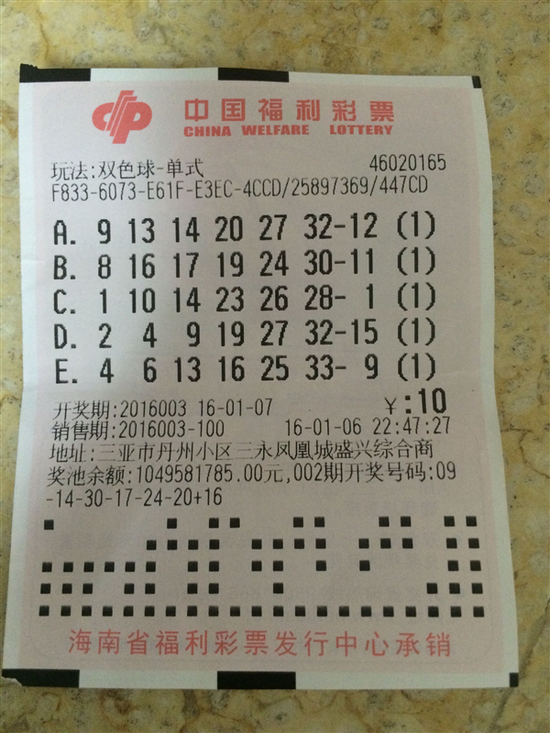 中国福利彩票
CHINA WELFARE LOTTERY
玩法:双色球-单式 46020165
F833-6073-E61F-E3EC-4CCD/25897369/447CD
A. 9 13 14 20 27 32-12 (1)
B. 8 16 17 19 24 30-11 (1)
C. 1 10 14 23 26 28- 1 (1)
D. 2 4 9 19 27 32-15 (1)
E. 4 6 13 16 25 33- 9 (1)
开奖期:2016003 16-01-07 ￥:10
销售期:2016003-100 16-01-06 22:47:27
地址:三亚市丹州小区三永凤凰城盛兴综合商
奖池余额:1049581785.00元,002期开奖号码:09
-14-30-17-24-20+16
海南省福利彩票发行中心承销